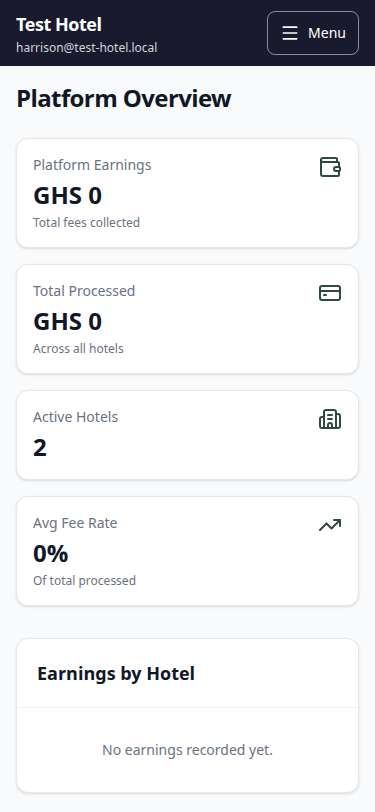 Test Hotel
harrison@test-hotel.local
Menu
Platform Overview
Platform Earnings
GHS 0
Total fees collected
Total Processed
GHS 0
Across all hotels
Active Hotels
2
Avg Fee Rate
0%
Of total processed
Earnings by Hotel
No earnings recorded yet.